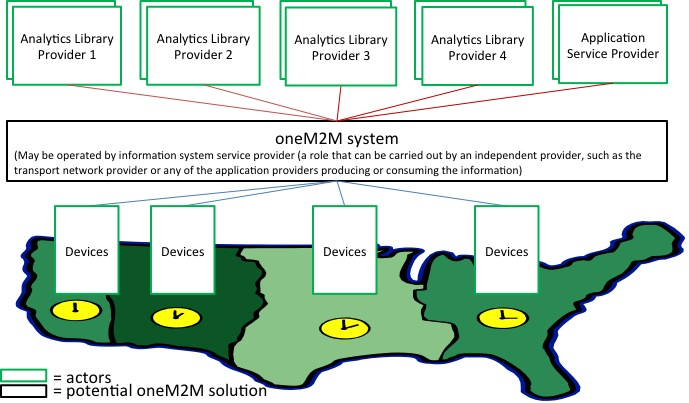 Analytics Library
Provider 1
Analytics Library
Provider 2
Analytics Library
Provider 3
Analytics Library
Provider 4
Application
Service Provider
oneM2M system
(May be operated by information system service provider (a role that can be carried out by an independent provider, such as the
transport network provider or any of the application providers producing or consuming the information)
Devices
Devices
Devices
Devices
= actors
= potential oneM2M solution